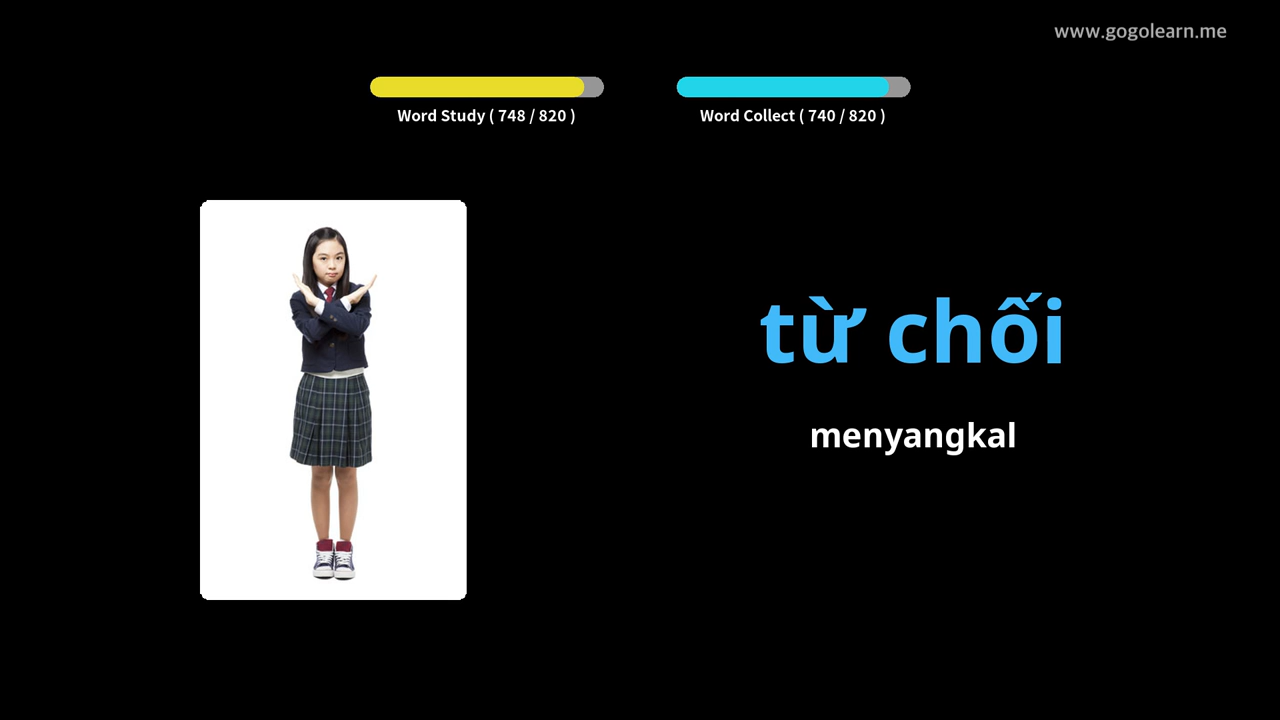 www.gogolearn.me
Word Study ( 748 / 820 )
Word Collect ( 740 / 820 )
từ chối
menyangkal